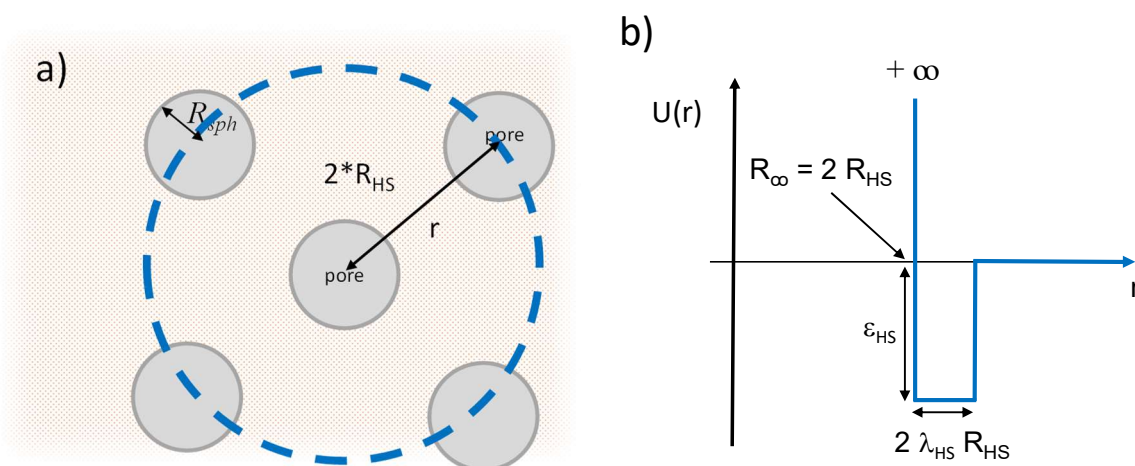 a)
R_sph
pore
2*R_HS
r
pore
b)
+ ∞
U(r)
R_∞ = 2 R_HS
r
ε_HS
2 λ_HS R_HS